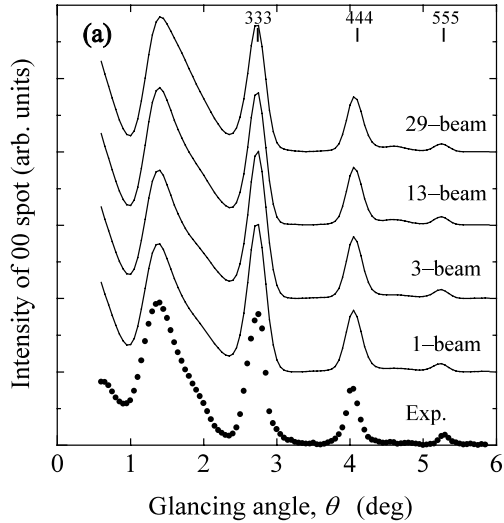 (a)
333 444 555
29–beam
13–beam
3–beam
1–beam
Exp.
Intensity of 00 spot (arb. units)
0 1 2 3 4 5 6
Glancing angle, θ (deg)